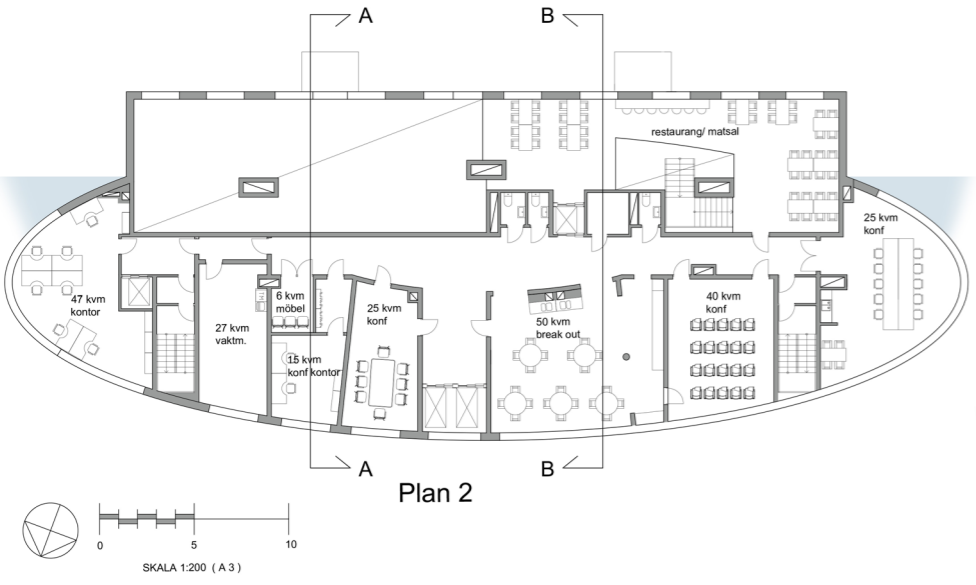 A
B
restaurang/ matsal
25 kvm
konf
47 kvm
kontor
27 kvm
vaktm.
6 kvm
möbel
15 kvm
konf kontor
25 kvm
konf
50 kvm
break out
40 kvm
konf
TM
A
B
Plan 2
0
5
10
SKALA 1:200 ( A 3 )